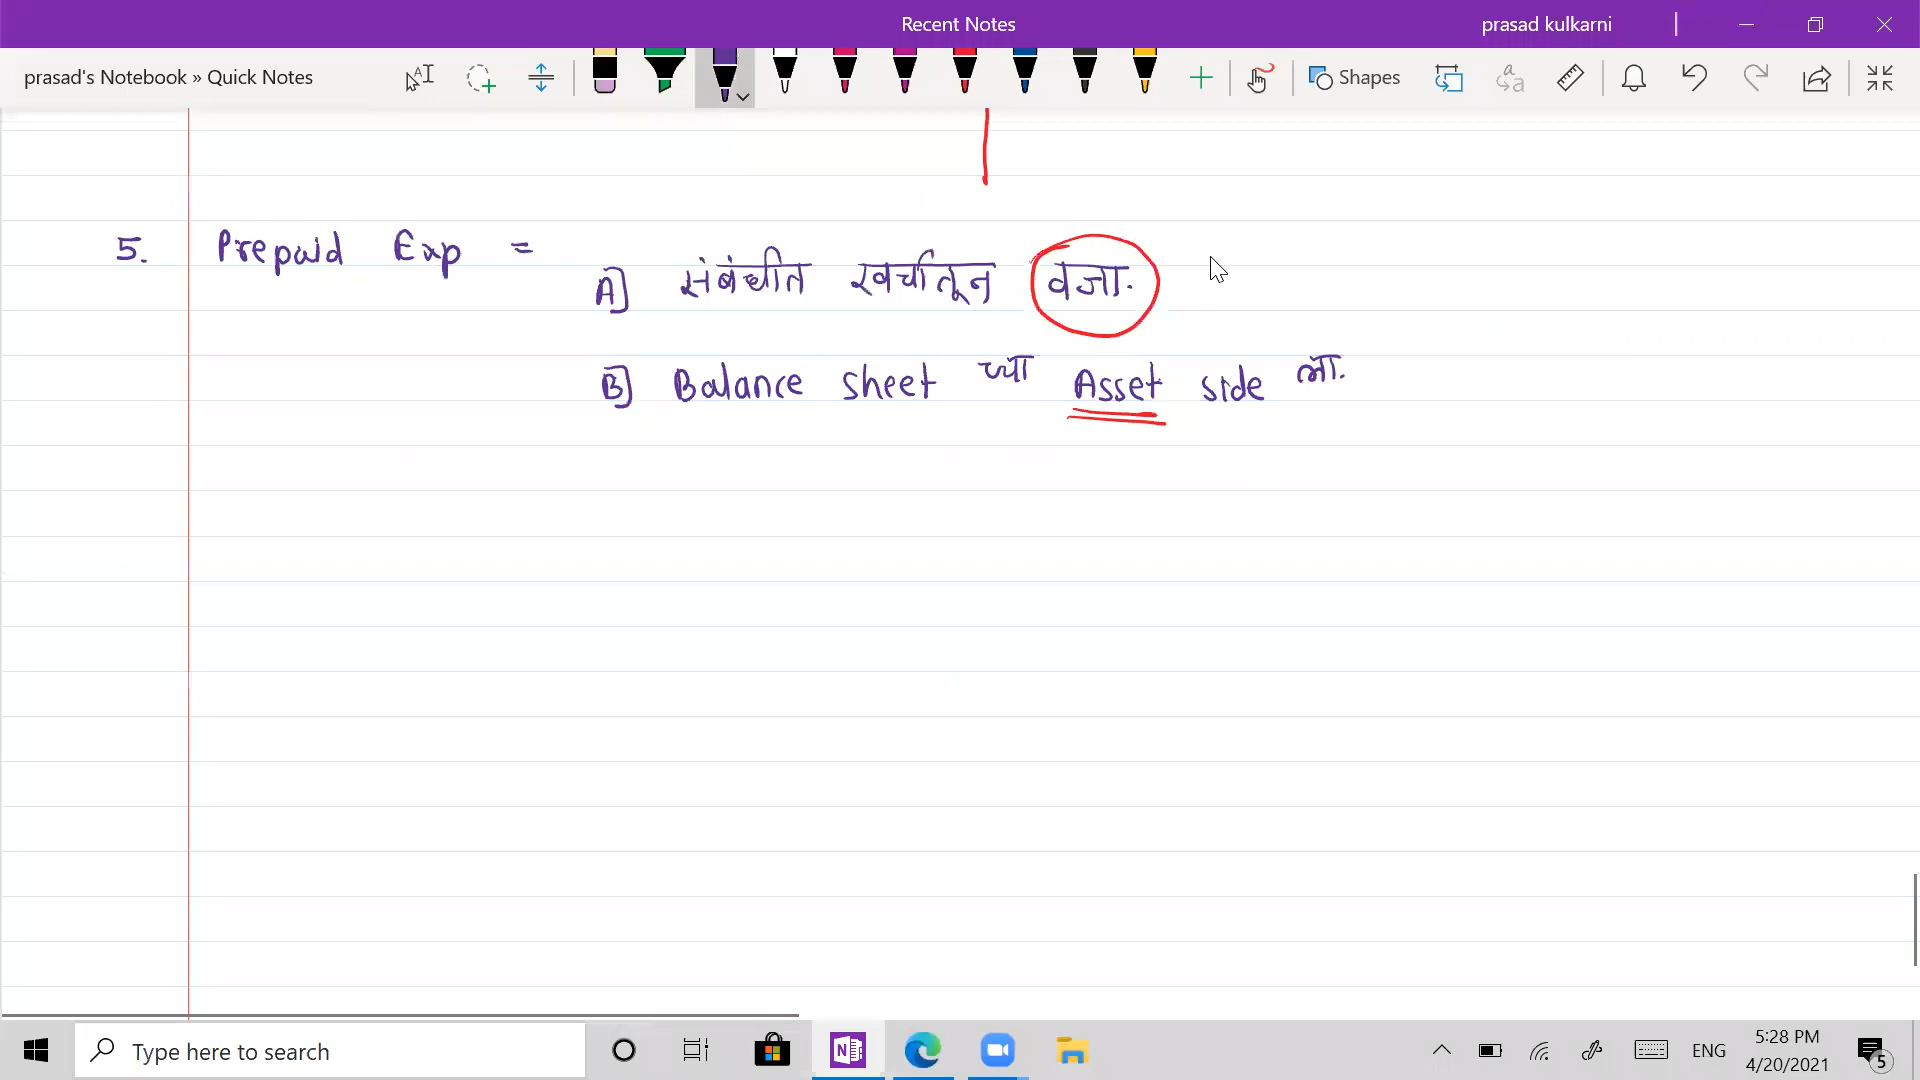 Recent Notes
prasad kulkarni
prasad's Notebook » Quick Notes
Shapes
5. Prepaid Exp =
A] संबंधीत खर्चातून वजा.
B] Balance sheet च्या Asset side ला.
Type here to search
ENG
5:28 PM
4/20/2021
5